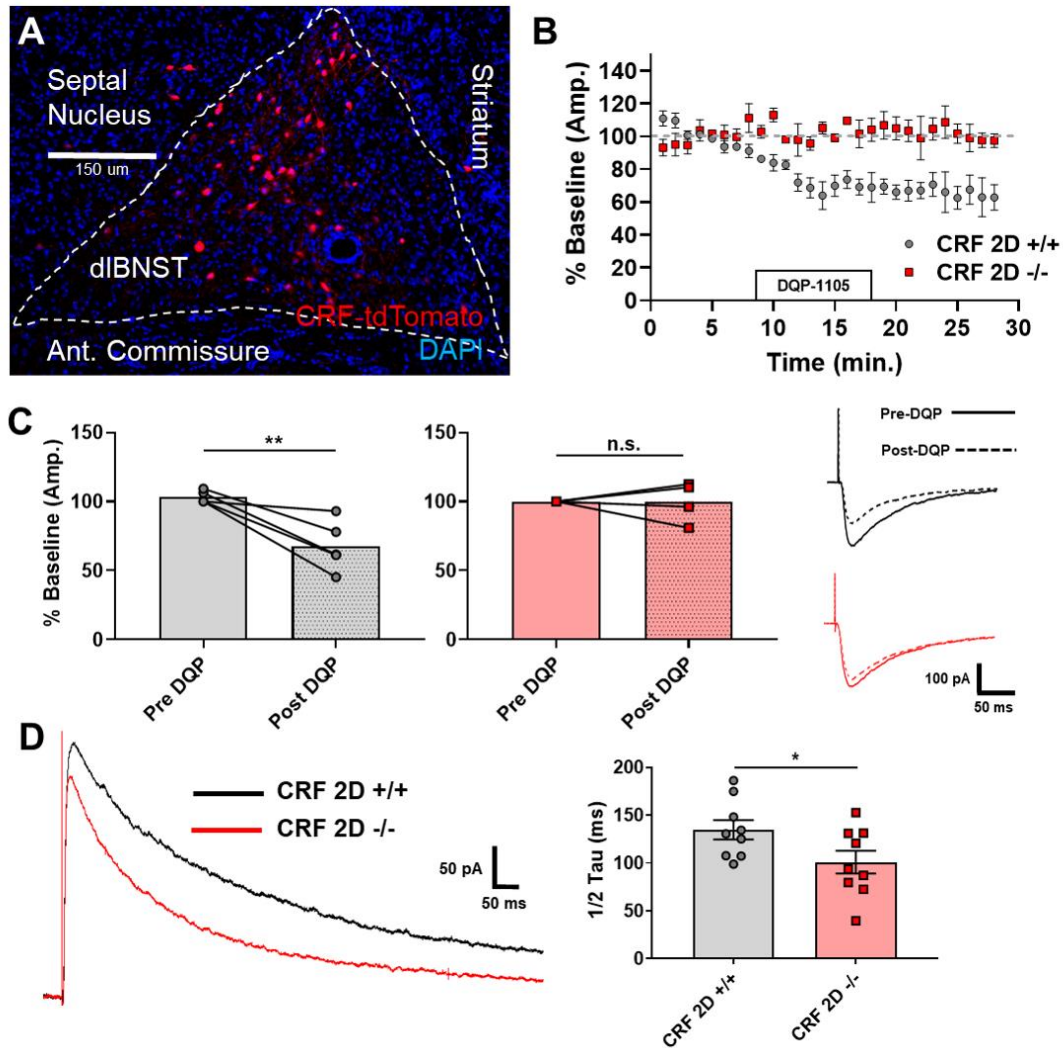 A
Septal
Nucleus
Striatum
150 um
dlBNST
CRF-tdTomato
Ant. Commissure
DAPI
B
% Baseline (Amp.)
140
120
100
80
60
40
20
0
DQP-1105
CRF 2D +/+
CRF 2D -/-
0 5 10 15 20 25 30
Time (min.)
C
% Baseline (Amp.)
150
100
50
0
**
Pre DQP
Post DQP
% Baseline (Amp.)
150
100
50
0
n.s.
Pre DQP
Post DQP
Pre-DQP
Post-DQP
100 pA
50 ms
D
CRF 2D +/+
CRF 2D -/-
50 pA
50 ms
1/2 Tau (ms)
200
150
100
50
0
*
CRF 2D +/+
CRF 2D -/-